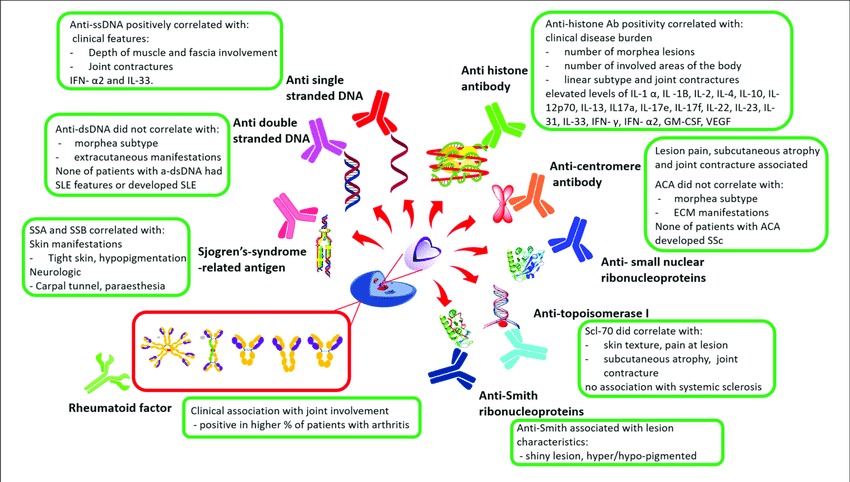 Anti-ssDNA positively correlated with:
clinical features:
- Depth of muscle and fascia involvement
- Joint contractures
IFN- α2 and IL-33.
Anti single
stranded DNA
Anti double
stranded DNA
Anti-dsDNA did not correlate with:
- morphea subtype
- extracutaneous manifestations
None of patients with a-dsDNA had
SLE features or developed SLE
SSA and SSB correlated with:
Skin manifestations
- Tight skin, hypopigmentation
Neurologic
- Carpal tunnel, paraesthesia
Sjogren's-syndrome
-related antigen
Rheumatoid factor
Clinical association with joint involvement
- positive in higher % of patients with arthritis
Anti histone
antibody
Anti-histone Ab positivity correlated with:
clinical disease burden
- number of morphea lesions
- number of involved areas of the body
- linear subtype and joint contractures
elevated levels of IL-1 α, IL -1B, IL-2, IL-4, IL-10, IL-
12p70, IL-13, IL17a, IL-17e, IL-17f, IL-22, IL-23, IL-
31, IL-33, IFN- γ, IFN- α2, GM-CSF, VEGF
Anti-centromere
antibody
Lesion pain, subcutaneous atrophy
and joint contracture associated
ACA did not correlate with:
- morphea subtype
- ECM manifestations
None of patients with ACA
developed SSc
Anti- small nuclear
ribonucleoproteins
Anti-topoisomerase I
Scl-70 did correlate with:
- skin texture, pain at lesion
- subcutaneous atrophy, joint
contracture
no association with systemic sclerosis
Anti-Smith
ribonucleoproteins
Anti-Smith associated with lesion
characteristics:
- shiny lesion, hyper/hypo-pigmented